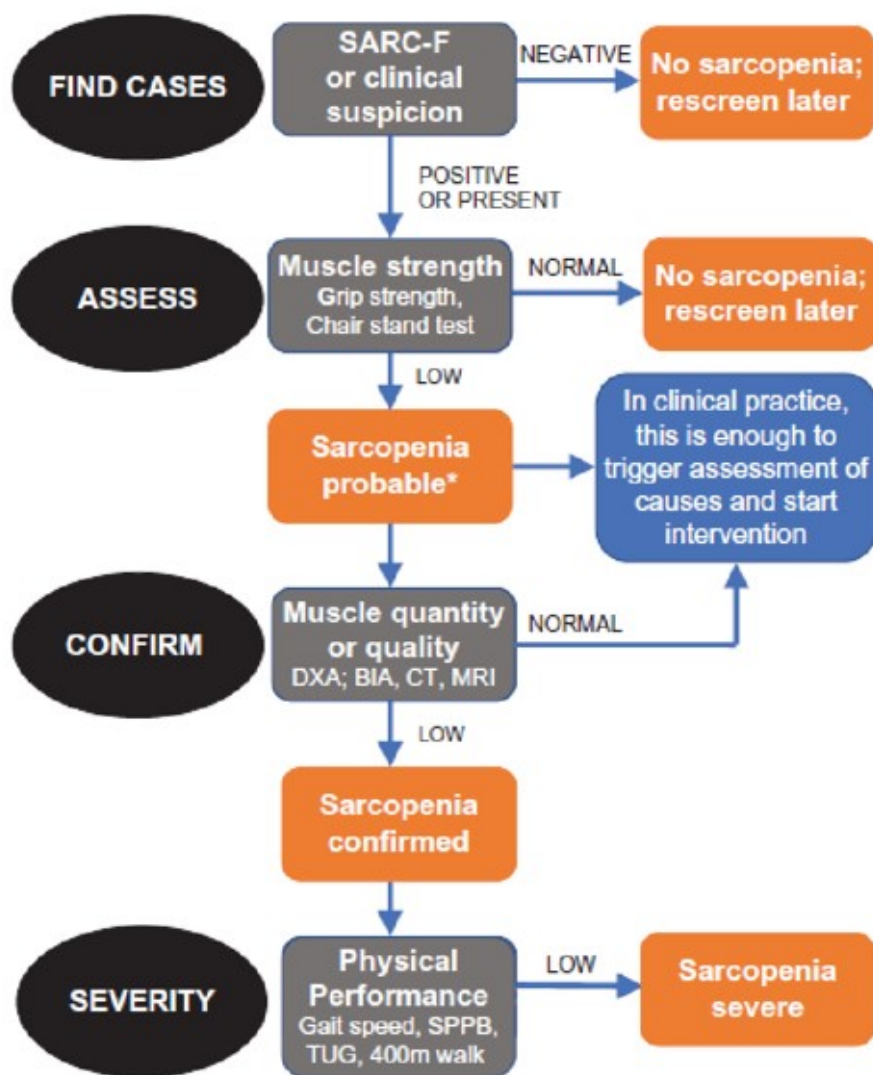 FIND CASES
SARC-F
or clinical
suspicion
NEGATIVE
No sarcopenia;
rescreen later
POSITIVE
OR PRESENT
ASSESS
Muscle strength
Grip strength,
Chair stand test
NORMAL
No sarcopenia;
rescreen later
LOW
Sarcopenia
probable*
In clinical practice,
this is enough to
trigger assessment of
causes and start
intervention
CONFIRM
Muscle quantity
or quality
DXA; BIA, CT, MRI
NORMAL
LOW
Sarcopenia
confirmed
SEVERITY
Physical
Performance
Gait speed, SPPB,
TUG, 400m walk
LOW
Sarcopenia
severe